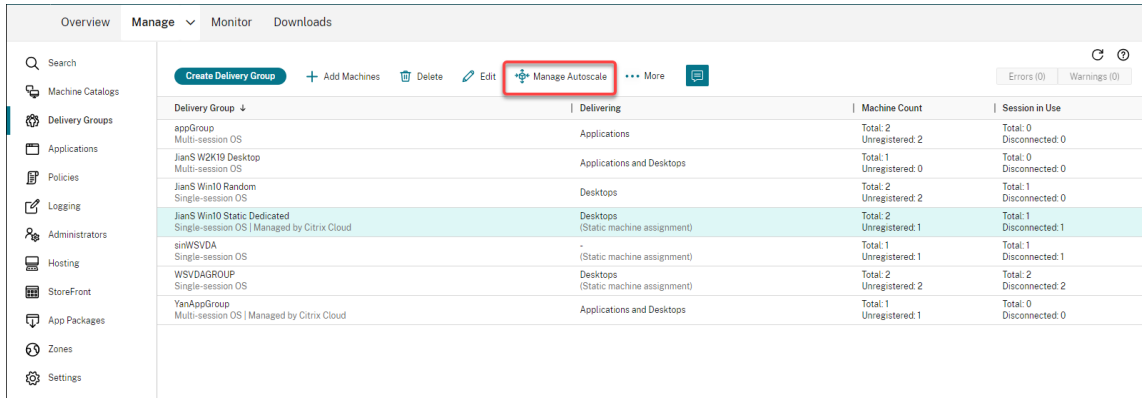 Overview Manage Monitor Downloads
Search
Machine Catalogs
Delivery Groups
Applications
Policies
Logging
Administrators
Hosting
StoreFront
App Packages
Zones
Settings
Create Delivery Group + Add Machines Delete Edit Manage Autoscale ••• More
Errors (0) Warnings (0)
Delivery Group ↓ Delivering Machine Count Session in Use
appGroup Applications Total: 2 Total: 0
Multi-session OS Unregistered: 2 Disconnected: 0
JianS W2K19 Desktop Applications and Desktops Total: 1 Total: 0
Multi-session OS Unregistered: 0 Disconnected: 0
JianS Win10 Random Desktops Total: 2 Total: 1
Single-session OS Unregistered: 2 Disconnected: 0
JianS Win10 Static Dedicated Desktops Total: 2 Total: 1
Single-session OS | Managed by Citrix Cloud (Static machine assignment) Unregistered: 1 Disconnected: 1
sinWSVDA - Total: 1 Total: 1
Single-session OS (Static machine assignment) Unregistered: 1 Disconnected: 1
WSVDAGROUP Desktops Total: 2 Total: 2
Single-session OS (Static machine assignment) Unregistered: 2 Disconnected: 2
YanAppGroup Applications and Desktops Total: 1 Total: 0
Multi-session OS | Managed by Citrix Cloud Unregistered: 1 Disconnected: 0